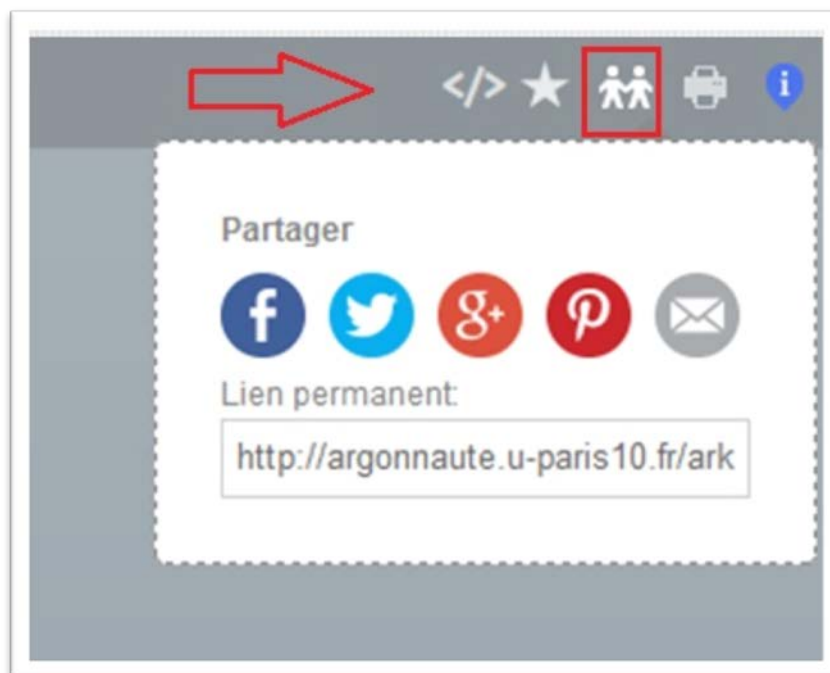 </>
i
Partager
f
g+
Lien permanent:
http://argonnaute.u-paris10.fr/ark